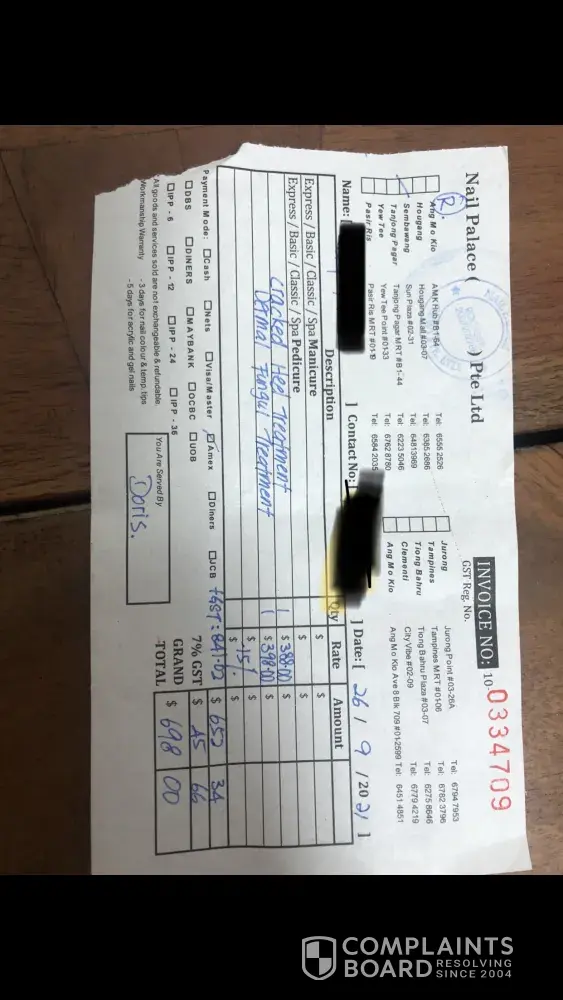 Nail Palace ( ) Pte Ltd
INVOICE NO: 10-0334709
GST Reg. No.
R.
Ang Mo Kio AMK Hub #B1-54 Tel: 6555 2526
Hougang Hougang Mall #03-07 Tel: 6385 2686
Sembawang Sun Plaza #02-31 Tel: 64813989
Tanjong Pagar Tanjong Pagar MRT #B1-44 Tel: 6223 5046
Yew Tee Yew Tee Point #01-33 Tel: 6762 8780
Pasir Ris Pasir Ris MRT #01-19 Tel: 6584 2035
Jurong Jurong Point #03-26A Tel: 6794 7953
Tampines Tampines MRT #01-06 Tel: 6782 3796
Tiong Bahru Tiong Bahru Plaza #03-07 Tel: 6275 8646
Clementi City Vibe #02-09 Tel: 6779 4219
Ang Mo Kio Ang Mo Kio Ave 8 Blk 709 #01-2599 Tel: 6451 4851
Name: [ ] Contact No: [ ] Date: [ 26 / 9 / 2021 ]
Description Qty Rate Amount
Express / Basic / Classic / Spa Manicure $ $
Express / Basic / Classic / Spa Pedicure $ $
Cracked Heel Treatment 1 $ 388.00 $
Dermal Fungul Treatment 1 $ 398.00 $
$ -15% $
Payment Mode: Cash Nets Visa/Master Amex Diners JCB
DBS DINERS MAYBANK OCBC UOB
IPP - 6 IPP - 12 IPP - 24 IPP - 36
+GST: 841.02
$ 652 34
7% GST $ 45 66
GRAND TOTAL $ 698 00
All goods and services sold are not exchangeable & refundable.
Workmanship Warranty - 3 days for nail colour & temp. tips
- 5 days for acrylic and gel nails
You Are Served By
Doris.
COMPLAINTS
BOARD RESOLVING SINCE 2004